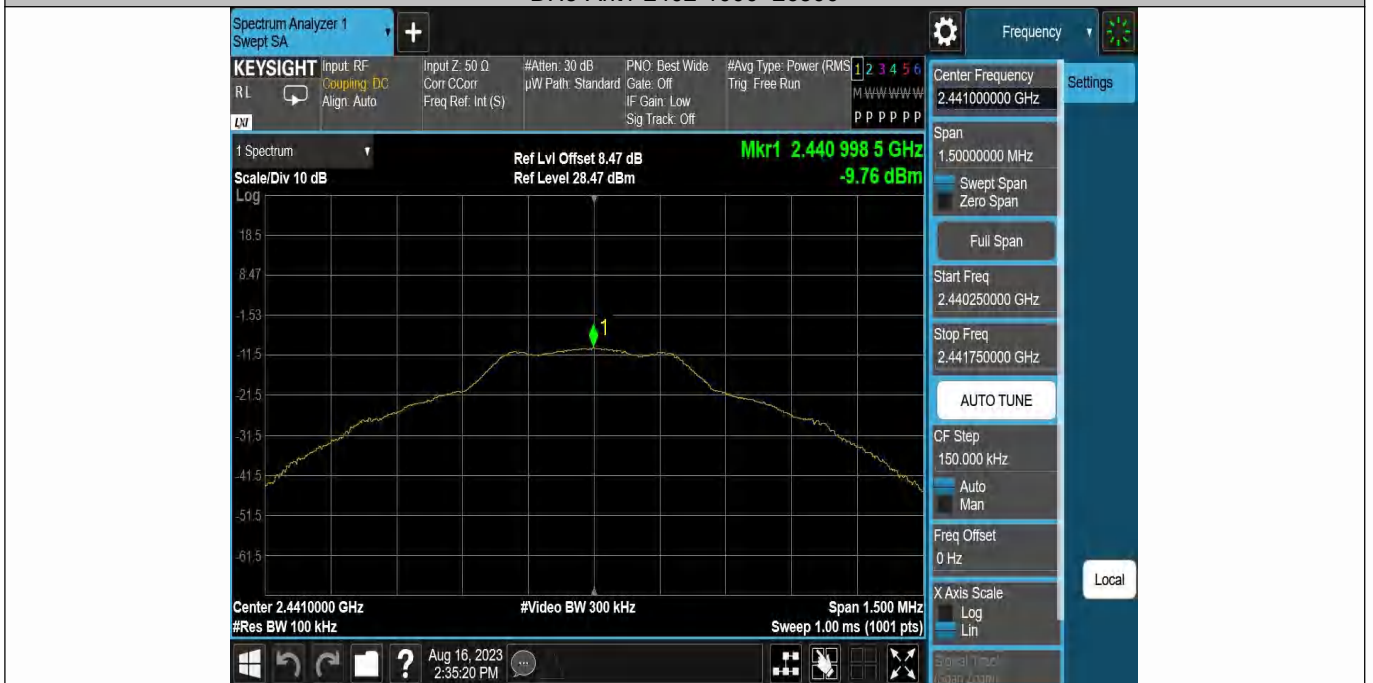 Spectrum Analyzer 1
Swept SA
+
Frequency
KEYSIGHT
RL
LXI
Input: RF
Coupling: DC
Align: Auto
Input Z: 50 Ω
Corr CCorr
Freq Ref: Int (S)
#Atten: 30 dB
µW Path: Standard
PNO: Best Wide
Gate: Off
IF Gain: Low
Sig Track: Off
#Avg Type: Power (RMS
Trig: Free Run
1 2 3 4 5 6
M W W W W W
P P P P P P
1 Spectrum
Scale/Div 10 dB
Log
Ref Lvl Offset 8.47 dB
Ref Level 28.47 dBm
Mkr1 2.440 998 5 GHz
-9.76 dBm
18.5
8.47
-1.53
-11.5
-21.5
-31.5
-41.5
-51.5
-61.5
1
Center 2.4410000 GHz
#Res BW 100 kHz
#Video BW 300 kHz
Span 1.500 MHz
Sweep 1.00 ms (1001 pts)
Center Frequency
2.441000000 GHz
Settings
Span
1.50000000 MHz
Swept Span
Zero Span
Full Span
Start Freq
2.440250000 GHz
Stop Freq
2.441750000 GHz
AUTO TUNE
CF Step
150.000 kHz
Auto
Man
Freq Offset
0 Hz
X Axis Scale
Log
Lin
Signal Track
(Span Zoom)
Local
?
Aug 16, 2023
2:35:20 PM